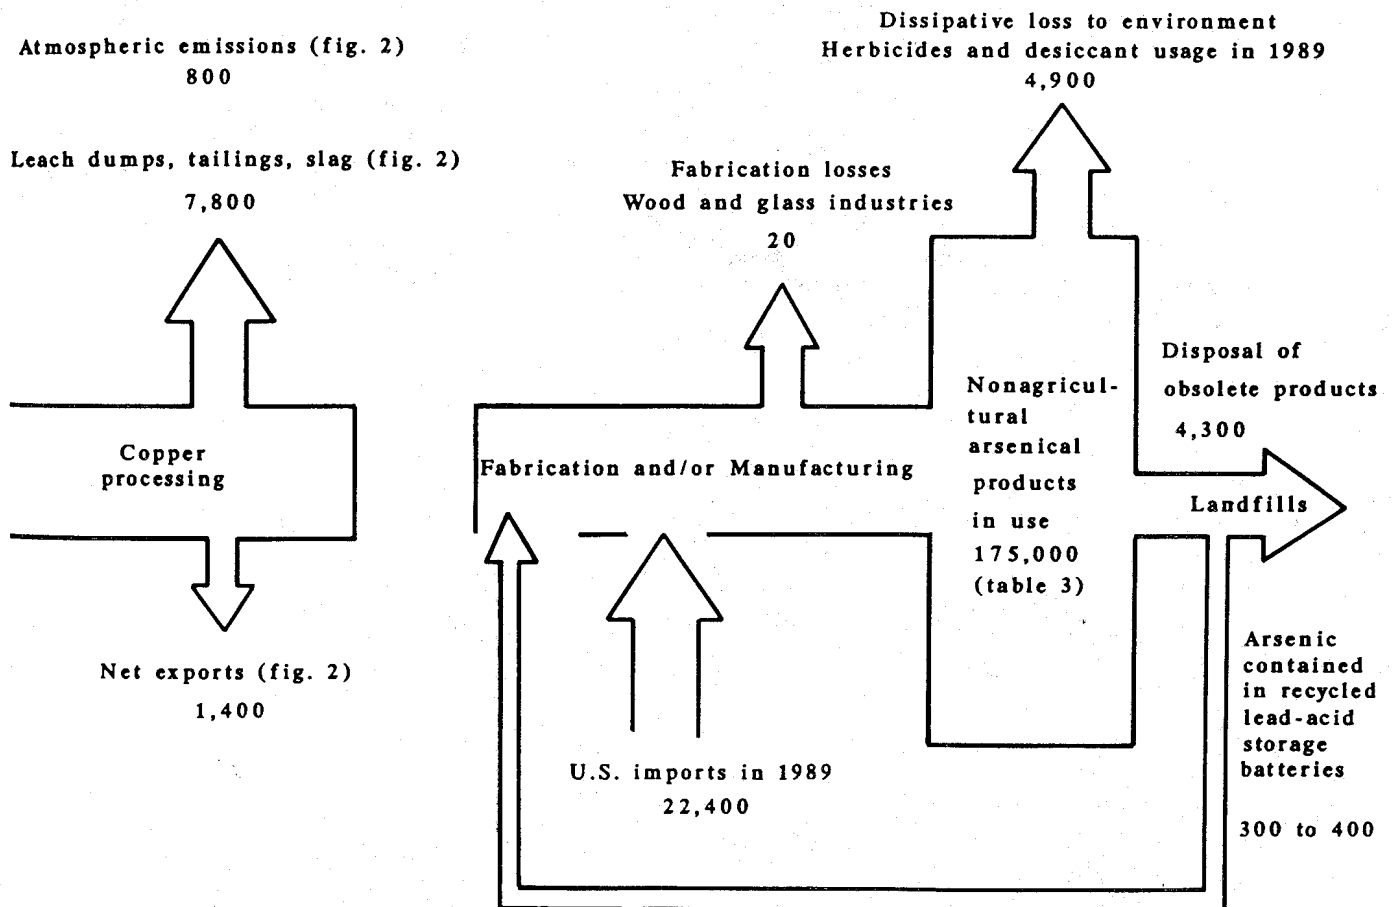 Atmospheric emissions (fig. 2)
800
Leach dumps, tailings, slag (fig. 2)
7,800
Copper
processing
Net exports (fig. 2)
1,400
Dissipative loss to environment
Herbicides and desiccant usage in 1989
4,900
Fabrication losses
Wood and glass industries
20
Fabrication and/or Manufacturing
Nonagricul-
tural
arsenical
products
in use
175,000
(table 3)
Disposal of
obsolete products
4,300
Landfills
U.S. imports in 1989
22,400
Arsenic
contained
in recycled
lead-acid
storage
batteries
300 to 400